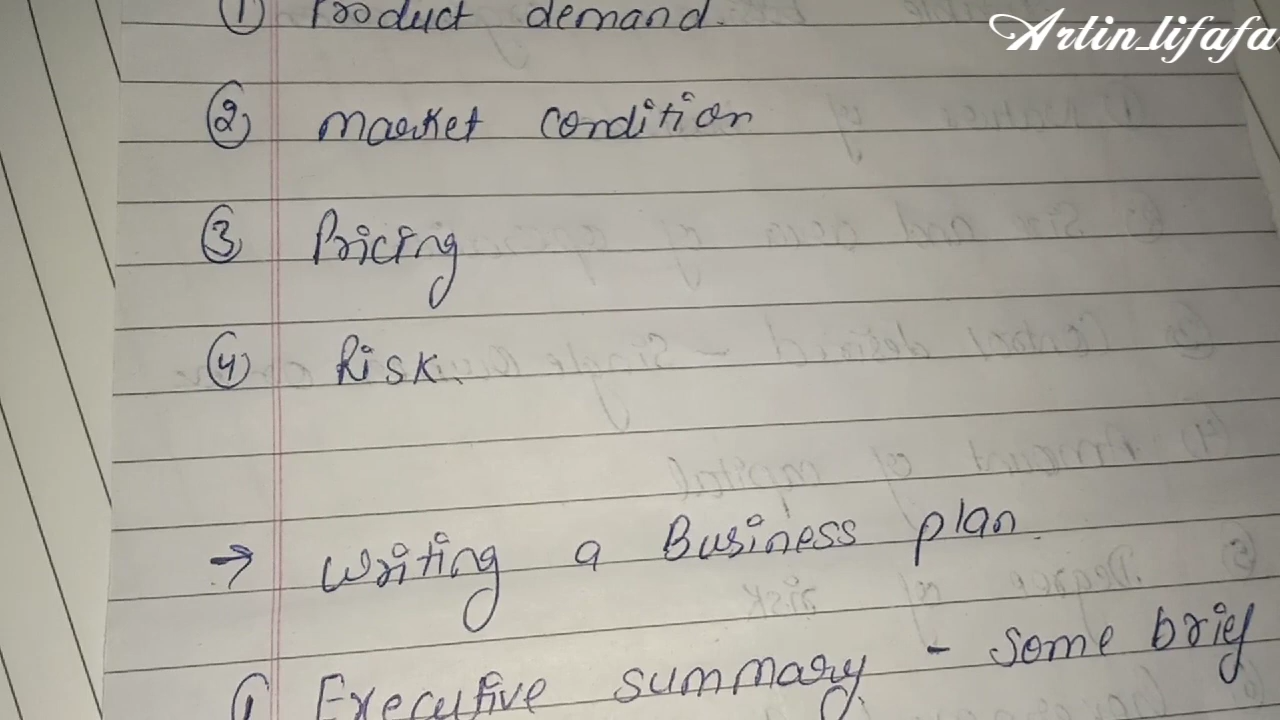 Artin_lifafa
① Product demand.
② Market condition
③ Pricing
④ Risk.
→ Writing a Business plan
① Executive summary - Some brief